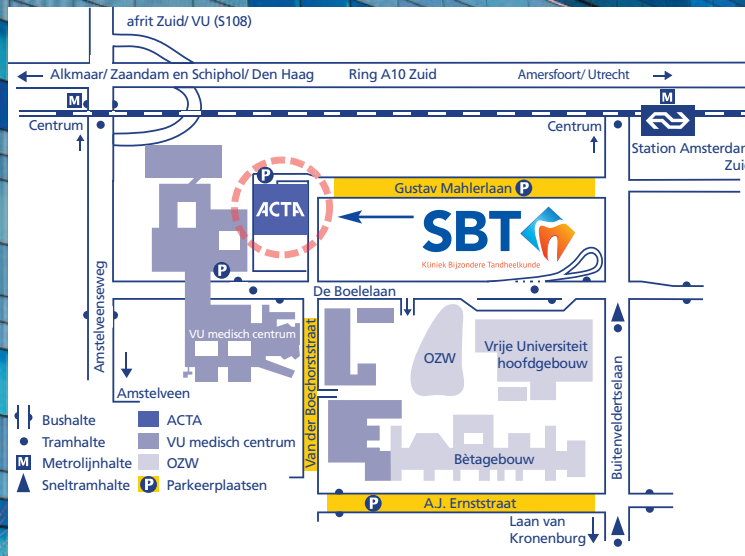 afrit Zuid/ VU (S108)
Alkmaar/ Zaandam en Schiphol/ Den Haag
Ring A10 Zuid
Amersfoort/ Utrecht
M
M
Centrum
Centrum
Station Amsterdam
Zuid
P
Gustav Mahlerlaan P
ACTA
SBT
Kliniek Bijzondere Tandheelkunde
P
De Boelelaan
Amstelveenseweg
VU medisch centrum
Van der Boechorststraat
OZW
Vrije Universiteit
hoofdgebouw
Buitenveldertselaan
Amstelveen
Bètagebouw
Bushalte
ACTA
Tramhalte
VU medisch centrum
M Metrolijnhalte
OZW
Sneltramhalte
P Parkeerplaatsen
P
A.J. Ernststraat
Laan van
Kronenburg